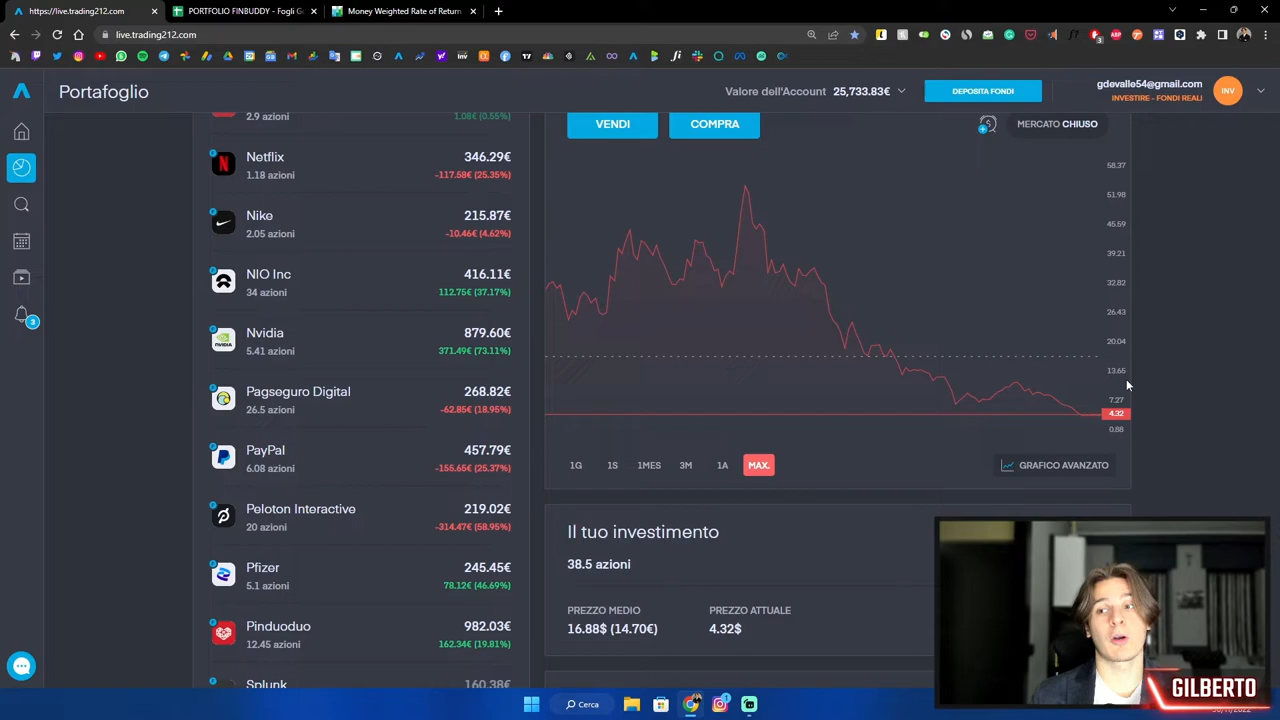 https://live.trading212.com
PORTFOLIO FINBUDDY - Fogli Go
Money Weighted Rate of Return
live.trading212.com
Portafoglio
Valore dell'Account 25,733.83€
DEPOSITA FONDI
gdevalle54@gmail.com
INVESTIRE - FONDI REALI
INV
2.9 azioni
1.08€ (0.55%)
Netflix 346.29€
1.18 azioni -117.58€ (25.35%)
Nike 215.87€
2.05 azioni -10.46€ (4.62%)
NIO Inc 416.11€
34 azioni 112.75€ (37.17%)
Nvidia 879.60€
5.41 azioni 371.49€ (73.11%)
Pagseguro Digital 268.82€
26.5 azioni -62.85€ (18.95%)
PayPal 457.79€
6.08 azioni -155.65€ (25.37%)
Peloton Interactive 219.02€
20 azioni -314.47€ (58.95%)
Pfizer 245.45€
5.1 azioni 78.12€ (46.69%)
Pinduoduo 982.03€
12.45 azioni 162.34€ (19.81%)
Splunk 160.38€
3
VENDI
COMPRA
MERCATO CHIUSO
58.37
51.98
45.59
39.21
32.82
26.43
20.04
13.65
7.27
4.32
0.88
1G 1S 1MES 3M 1A MAX.
GRAFICO AVANZATO
Il tuo investimento
38.5 azioni
PREZZO MEDIO PREZZO ATTUALE
16.88$ (14.70€) 4.32$
GILBERTO
Cerca